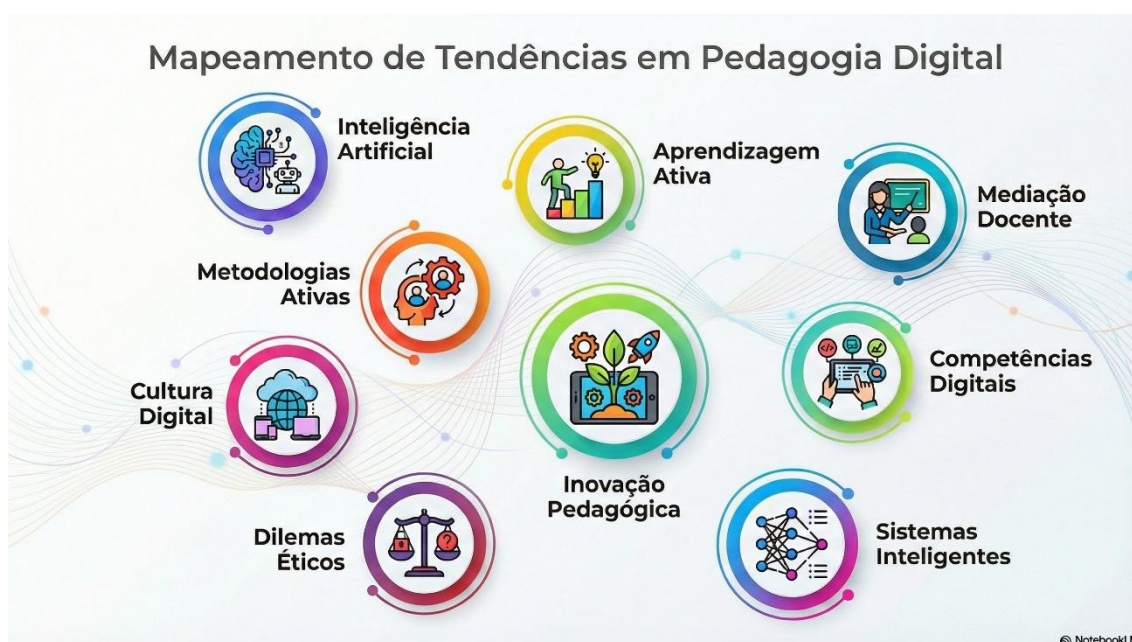 Mapeamento de Tendências em Pedagogia Digital
Inteligência
Artificial
Aprendizagem
Ativa
Mediação
Docente
Metodologias
Ativas
Cultura
Digital
Competências
Digitais
Inovação
Pedagógica
Dilemas
Éticos
Sistemas
Inteligentes